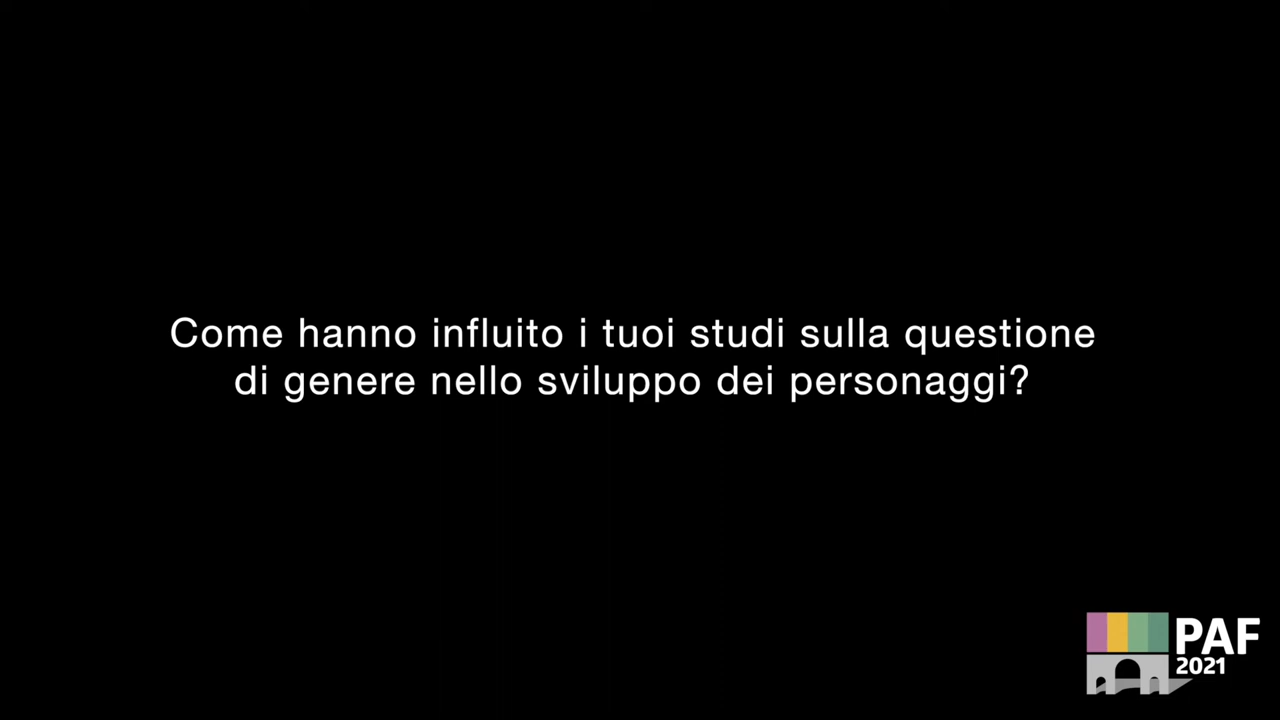 Come hanno influito i tuoi studi sulla questione
di genere nello sviluppo dei personaggi?
PAF
2021